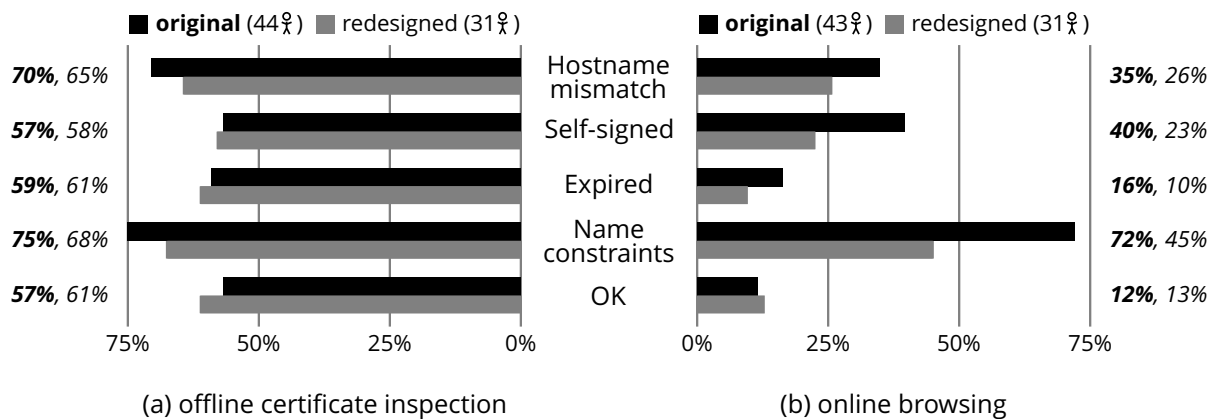 original (44) redesigned (31)
original (43) redesigned (31)
70%, 65%
Hostname
mismatch
35%, 26%
57%, 58%
Self-signed
40%, 23%
59%, 61%
Expired
16%, 10%
75%, 68%
Name
constraints
72%, 45%
57%, 61%
OK
12%, 13%
75% 50% 25% 0%
0% 25% 50% 75%
(a) offline certificate inspection
(b) online browsing